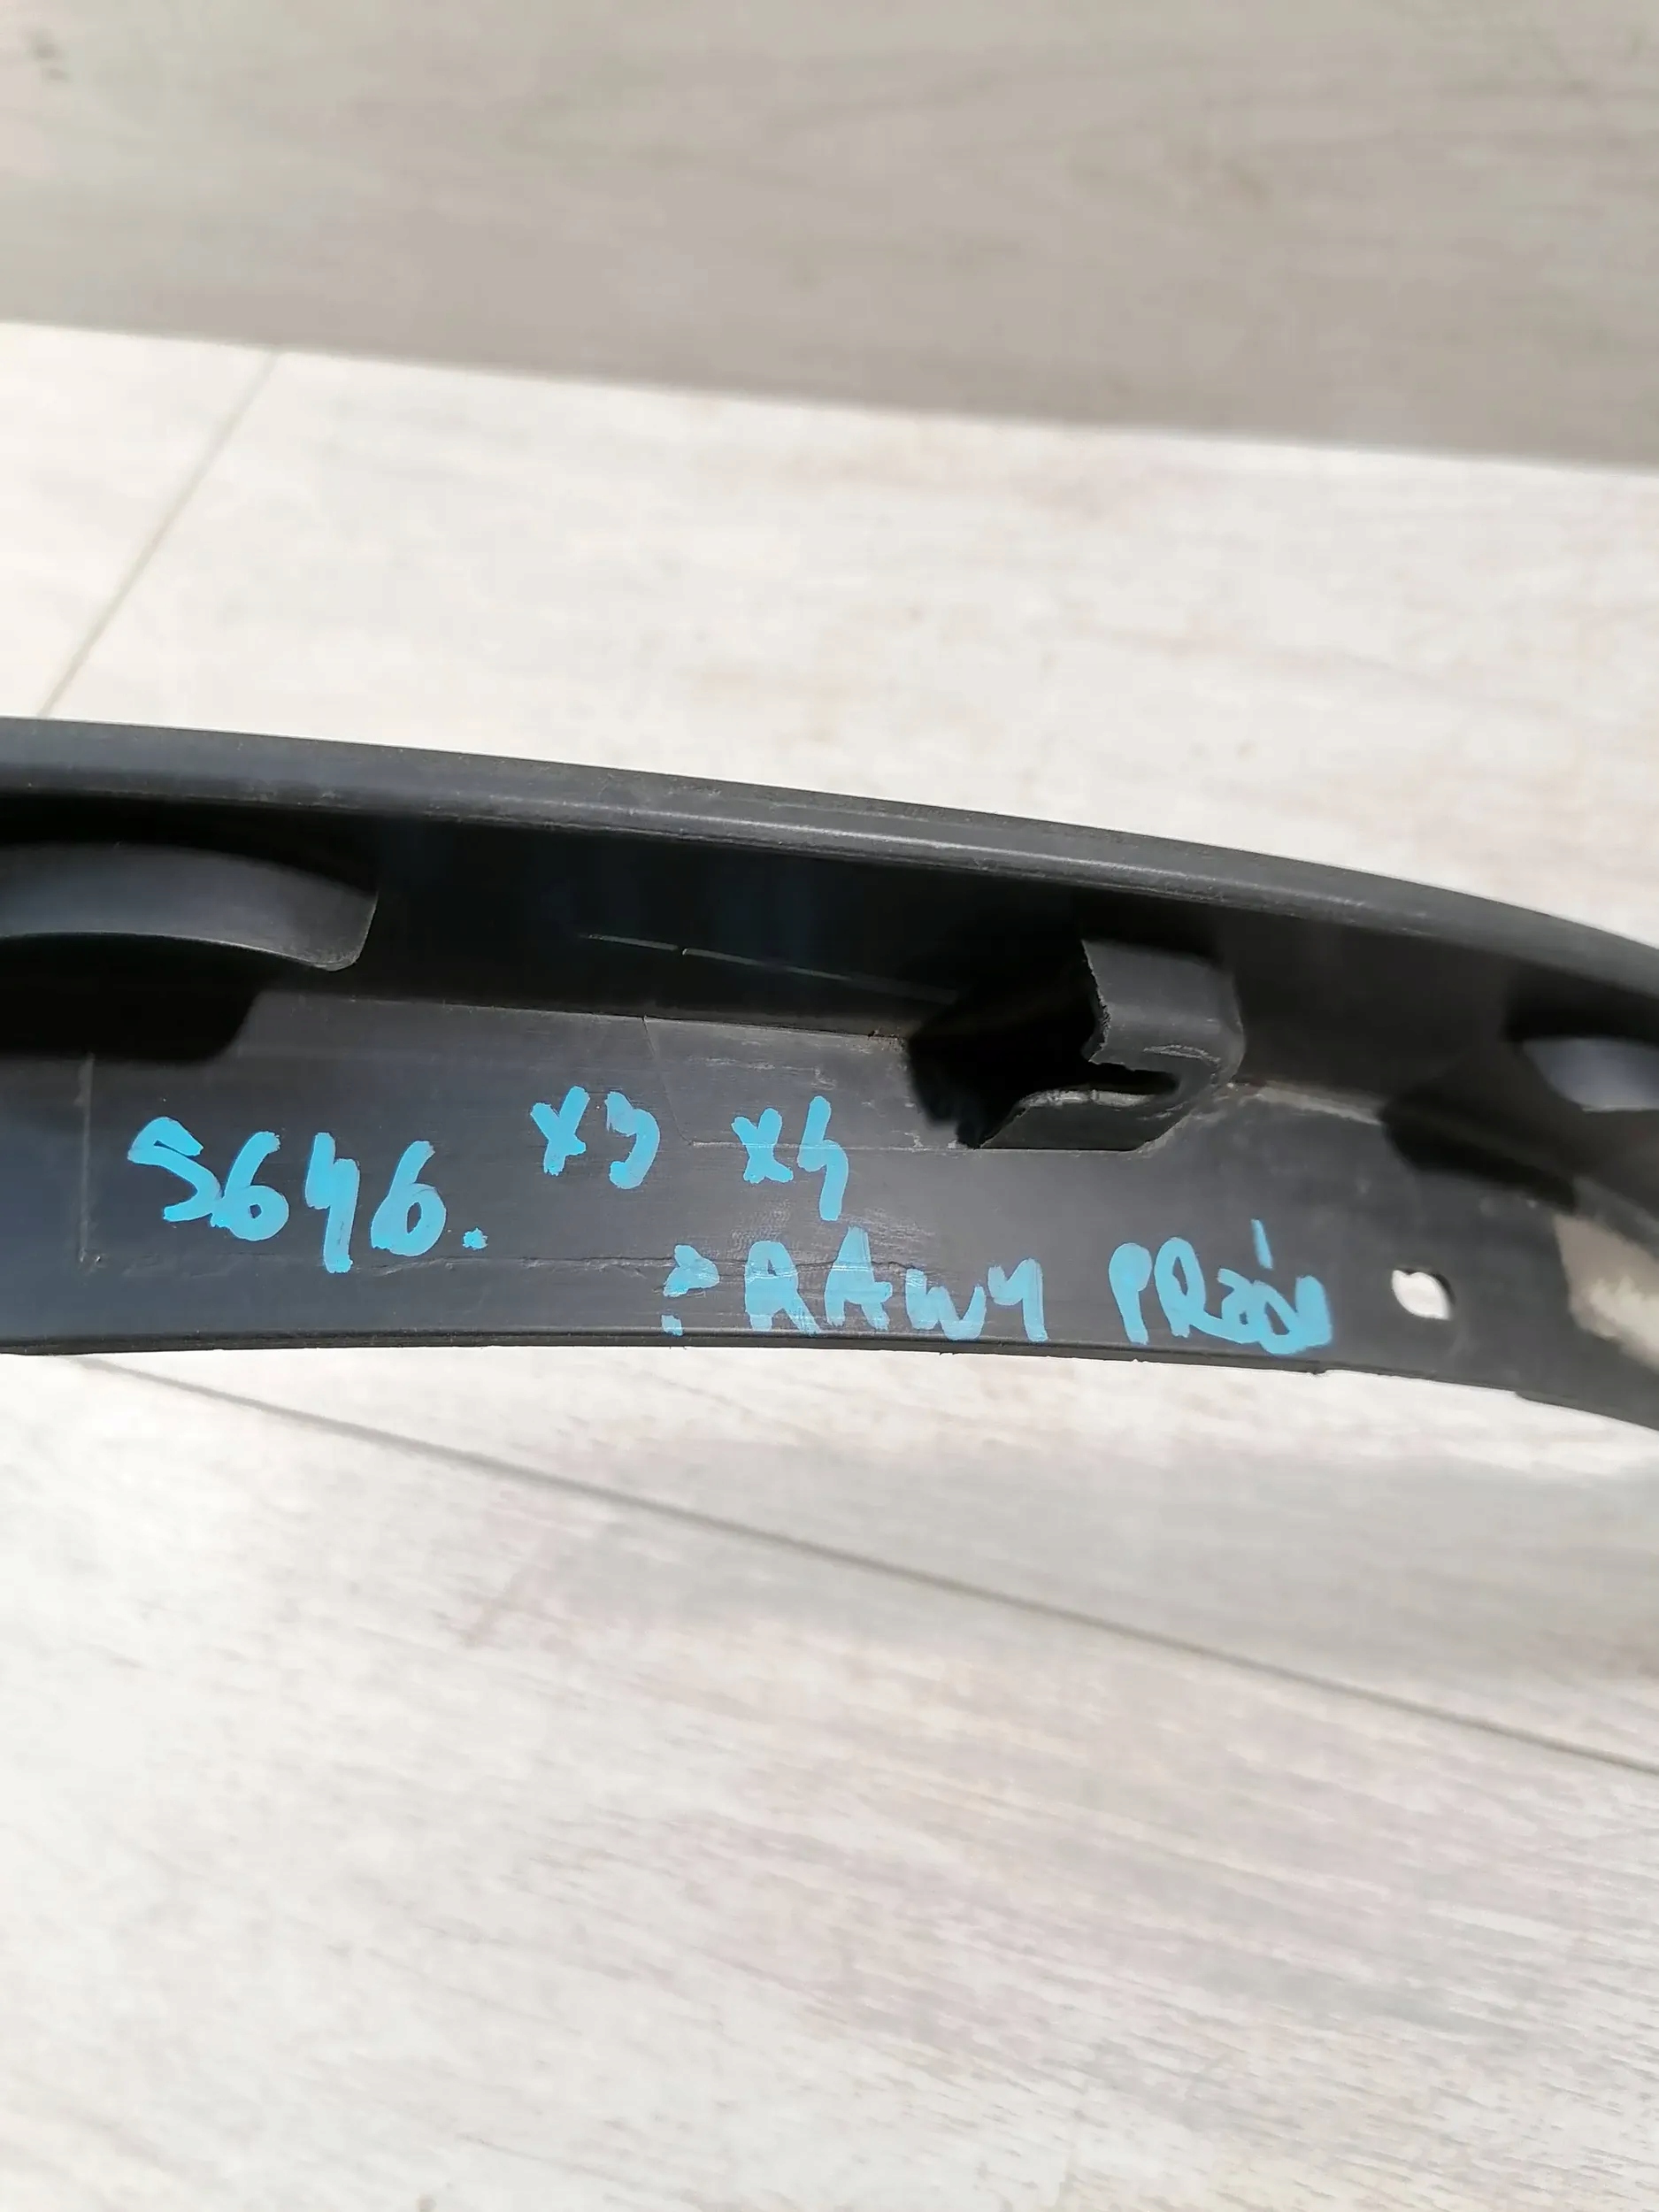 5646. X3 X4
PRAWY PRZÓD